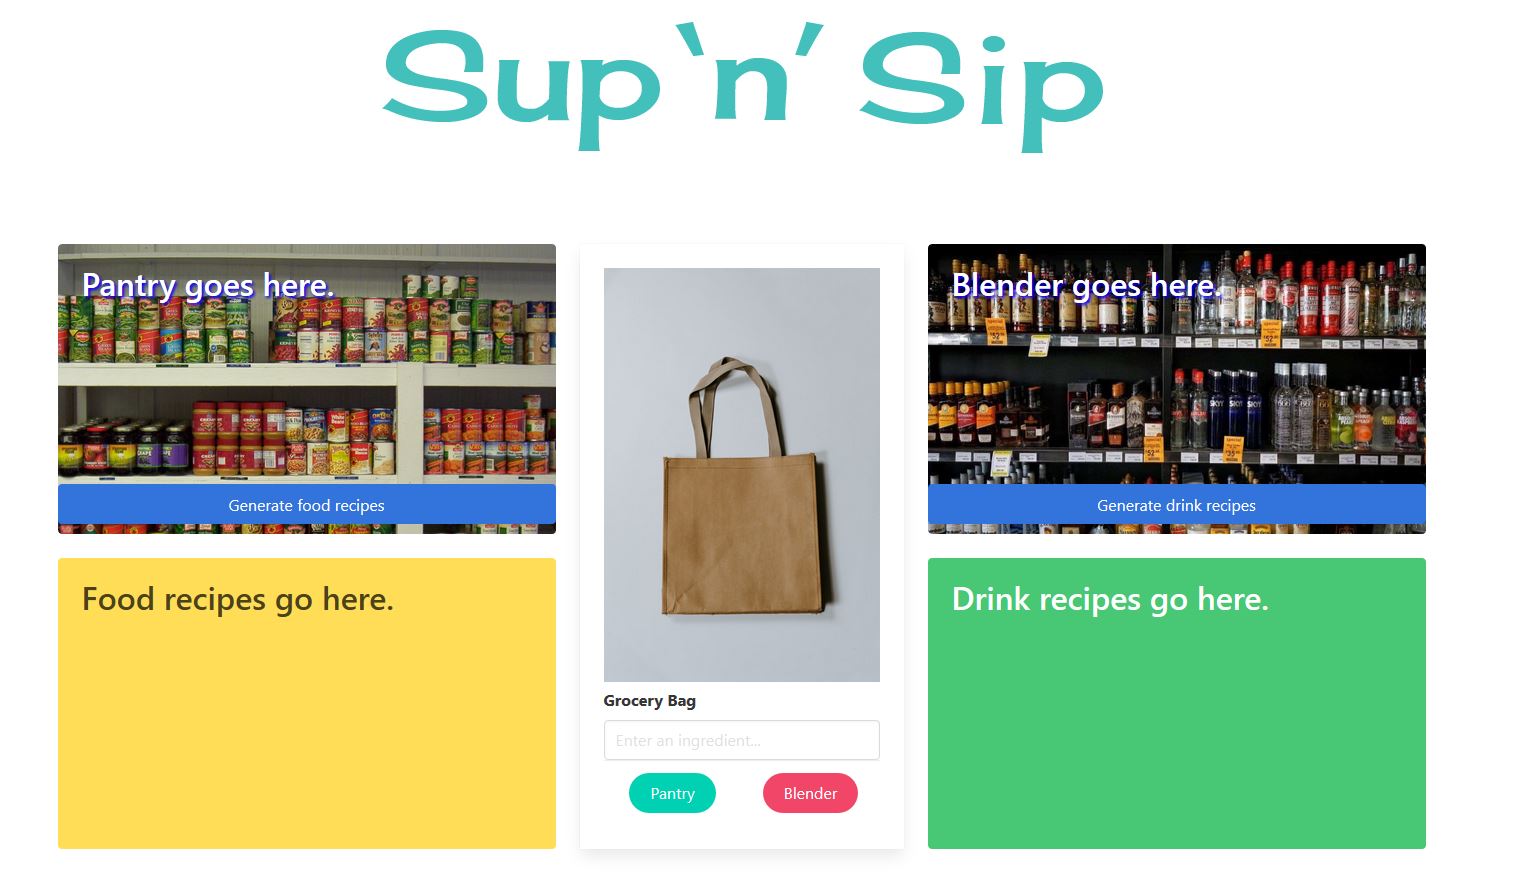 Sup 'n' Sip
Pantry goes here.
Generate food recipes
Food recipes go here.
Grocery Bag
Enter an ingredient...
Pantry
Blender
Blender goes here.
SKYY
Generate drink recipes
Drink recipes go here.